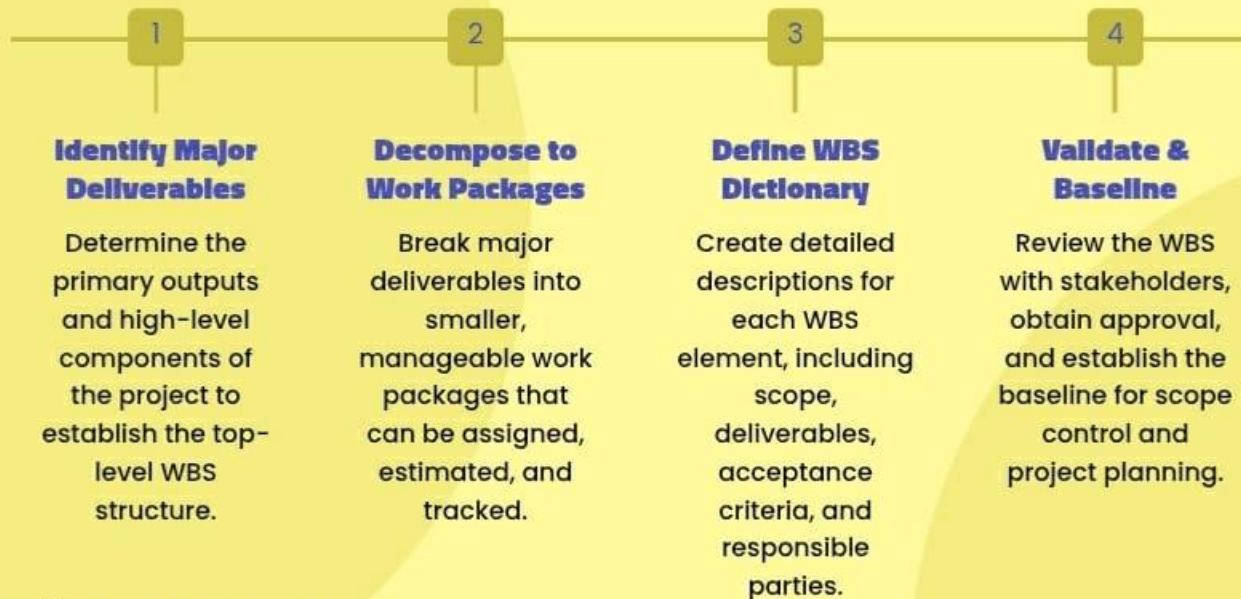 1
Identify Major
Deliverables
Determine the
primary outputs
and high-level
components of
the project to
establish the top-
level WBS
structure.
2
Decompose to
Work Packages
Break major
deliverables into
smaller,
manageable work
packages that
can be assigned,
estimated, and
tracked.
3
Define WBS
Dictionary
Create detailed
descriptions for
each WBS
element, including
scope,
deliverables,
acceptance
criteria, and
responsible
parties.
4
Validate &
Baseline
Review the WBS
with stakeholders,
obtain approval,
and establish the
baseline for scope
control and
project planning.